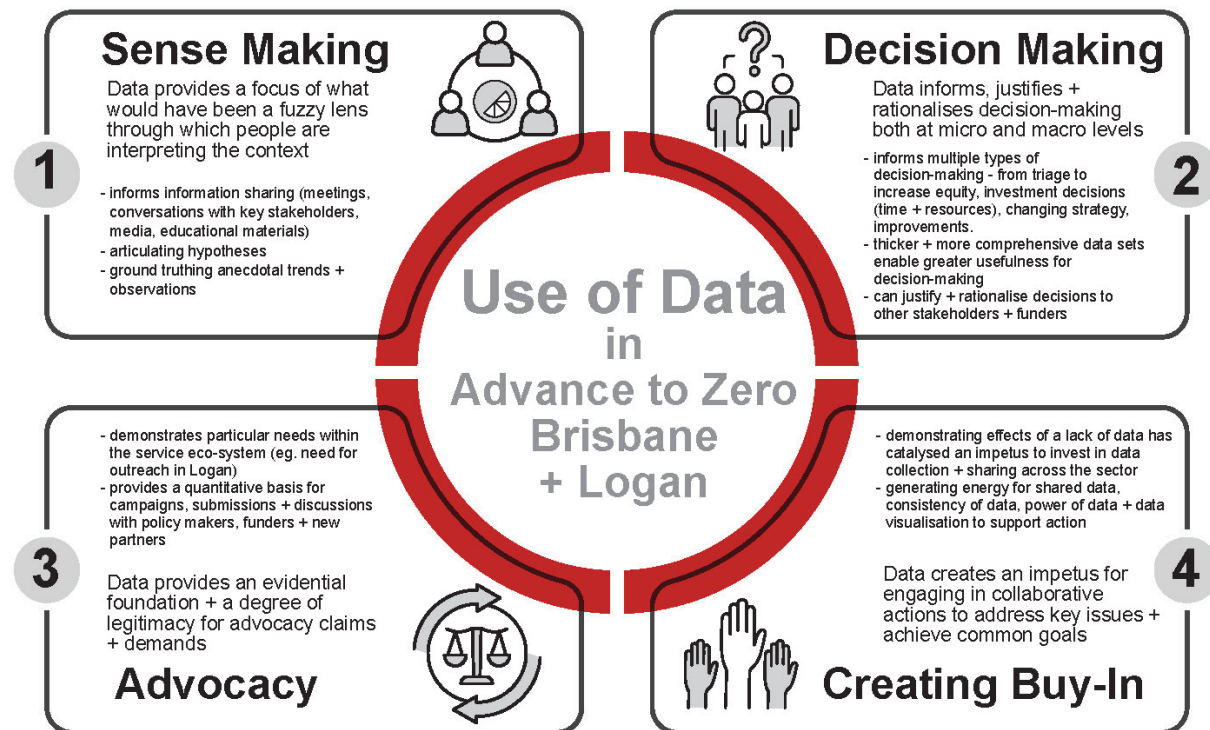 1
Sense Making
Data provides a focus of what
would have been a fuzzy lens
through which people are
interpreting the context
- informs information sharing (meetings,
conversations with key stakeholders,
media, educational materials)
- articulating hypotheses
- ground truthing anecdotal trends +
observations
2
Decision Making
Data informs, justifies +
rationalises decision-making
both at micro and macro levels
- informs multiple types of
decision-making - from triage to
increase equity, investment decisions
(time + resources), changing strategy,
improvements.
- thicker + more comprehensive data sets
enable greater usefulness for
decision-making
- can justify + rationalise decisions to
other stakeholders + funders
?
Use of Data
in
Advance to Zero
Brisbane
+ Logan
3
- demonstrates particular needs within
the service eco-system (eg. need for
outreach in Logan)
- provides a quantitative basis for
campaigns, submissions + discussions
with policy makers, funders + new
partners
Data provides an evidential
foundation + a degree of
legitimacy for advocacy claims
+ demands
Advocacy
4
- demonstrating effects of a lack of data has
catalysed an impetus to invest in data
collection + sharing across the sector
- generating energy for shared data,
consistency of data, power of data + data
visualisation to support action
Data creates an impetus for
engaging in collaborative
actions to address key issues +
achieve common goals
Creating Buy-In